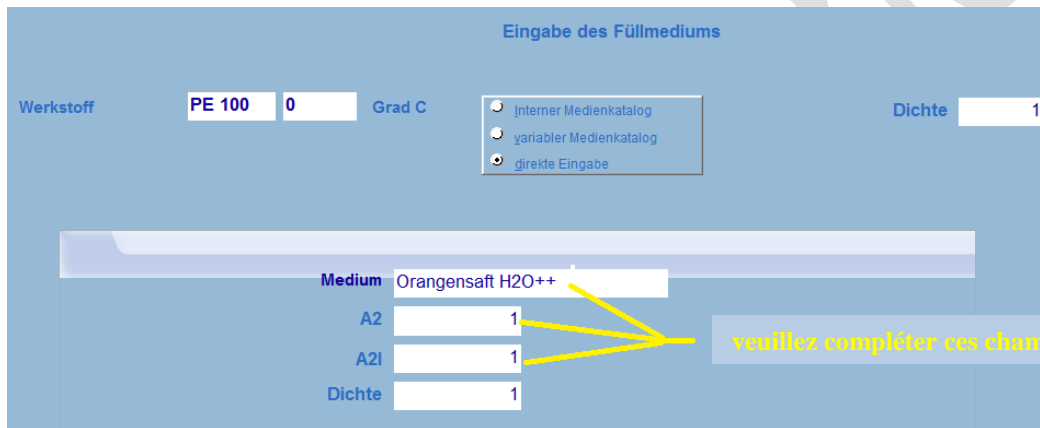 Eingabe des Füllmediums
Werkstoff PE 100 0 Grad C
Interner Medienkatalog
variabler Medienkatalog
direkte Eingabe
Dichte 1
Medium Orangensaft H2O++
A2 1
A2I 1
Dichte 1
veuillez compléter ces cham